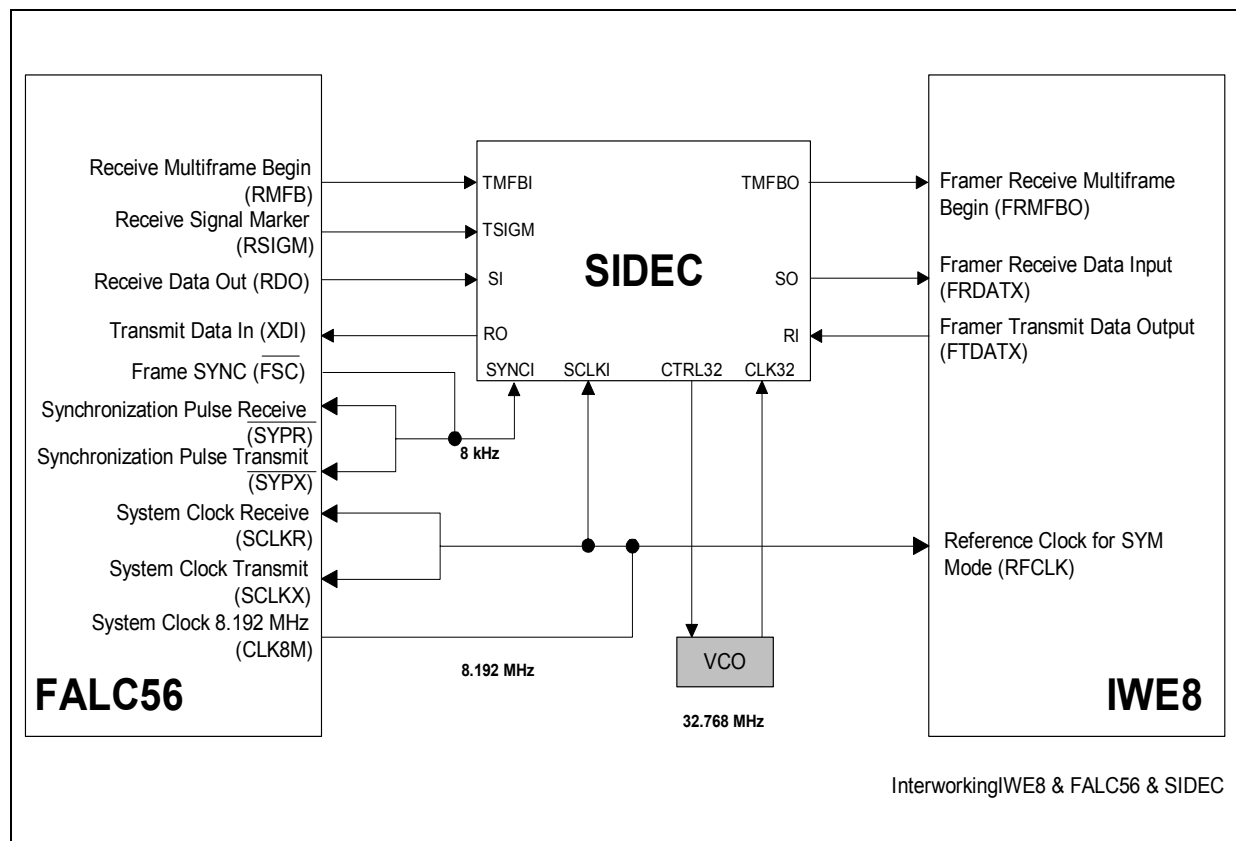 Receive Multiframe Begin
(RMFB)
Receive Signal Marker
(RSIGM)
Receive Data Out (RDO)
Transmit Data In (XDI)
Frame SYNC (FSC)
Synchronization Pulse Receive
(SYPR)
Synchronization Pulse Transmit
(SYPX)
System Clock Receive
(SCLKR)
System Clock Transmit
(SCLKX)
System Clock 8.192 MHz
(CLK8M)
FALC56
TMFBI
TMFBO
TSIGM
SIDEC
SI
SO
RO
RI
SYNCI
SCLKI
CTRL32
CLK32
8 kHz
8.192 MHz
VCO
32.768 MHz
Framer Receive Multiframe
Begin (FRMFBO)
Framer Receive Data Input
(FRDATX)
Framer Transmit Data Output
(FTDATX)
Reference Clock for SYM
Mode (RFCLK)
IWE8
InterworkingIWE8 & FALC56 & SIDEC